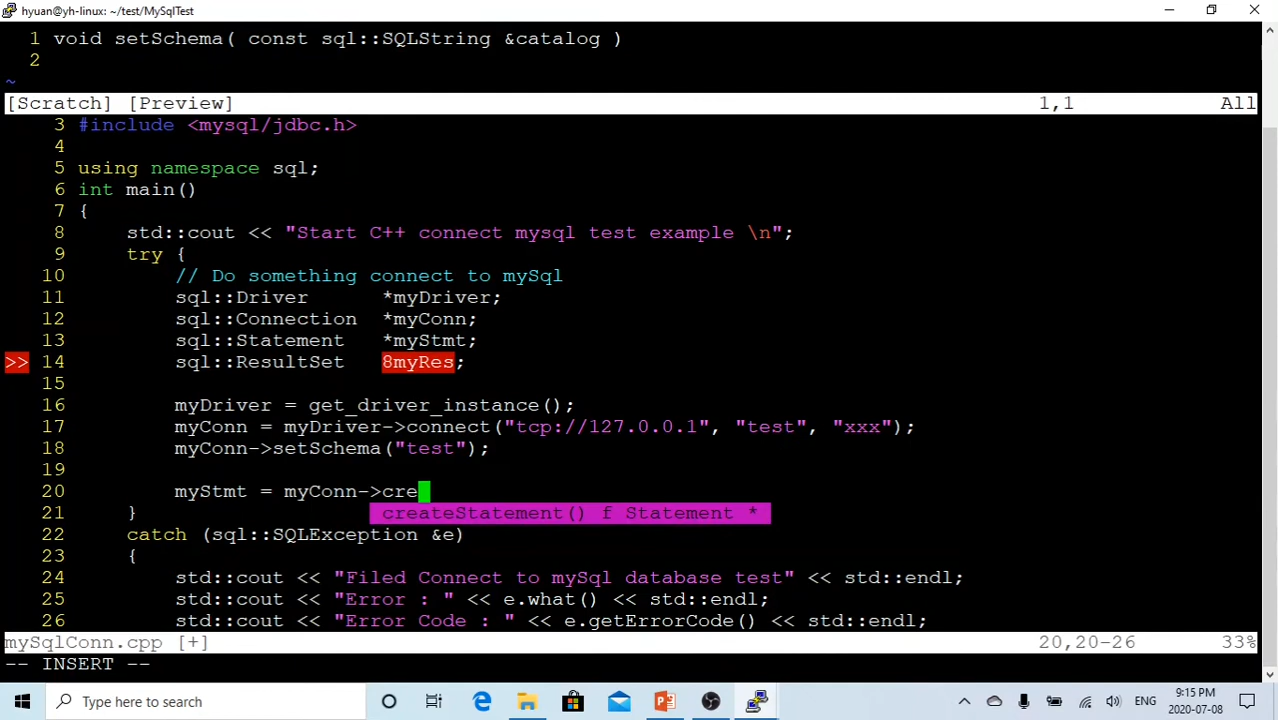 hyuan@yh-linux: ~/test/MySqlTest
1 void setSchema( const sql::SQLString &catalog )
2
~
[Scratch] [Preview] 1,1 All
3 #include <mysql/jdbc.h>
4
5 using namespace sql;
6 int main()
7 {
8 std::cout << "Start C++ connect mysql test example \n";
9 try {
10 // Do something connect to mySql
11 sql::Driver *myDriver;
12 sql::Connection *myConn;
13 sql::Statement *myStmt;
>> 14 sql::ResultSet 8myRes;
15
16 myDriver = get_driver_instance();
17 myConn = myDriver->connect("tcp://127.0.0.1", "test", "xxx");
18 myConn->setSchema("test");
19
20 myStmt = myConn->cre
21 } createStatement() f Statement *
22 catch (sql::SQLException &e)
23 {
24 std::cout << "Filed Connect to mySql database test" << std::endl;
25 std::cout << "Error : " << e.what() << std::endl;
26 std::cout << "Error Code : " << e.getErrorCode() << std::endl;
mySqlConn.cpp [+] 20,20-26 33%
-- INSERT --
Type here to search
ENG
9:15 PM
2020-07-08